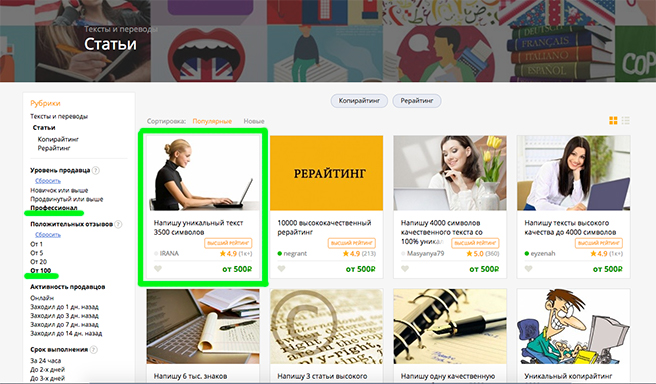 Тексты и переводы
Статьи
DEUTSCH
FRANÇAIS
ITALIANO
ESPAÑOL
COP
Рубрики
Тексты и переводы
Статьи
Копирайтинг
Рерайтинг
Уровень продавца ?
Сбросить
Новичок или выше
Продвинутый или выше
Профессионал
Положительных отзывов ?
Сбросить
От 1
От 5
От 20
От 100
Активность продавцов
Онлайн
Заходил до 1 дн. назад
Заходил до 3 дн. назад
Заходил до 7 дн. назад
Заходил до 14 дн. назад
Срок выполнения ?
За 24 часа
До 2-х дней
До 3-х дней
Копирайтинг Рерайтинг
Сортировка: Популярные Новые
Напишу уникальный текст
3500 символов
ВЫСШИЙ РЕЙТИНГ
IRANA 4.9 (1к+)
от 500₽
РЕРАЙТИНГ
10000 высококачественный
рерайтинг
ВЫСШИЙ РЕЙТИНГ
negrant 4.9 (213)
от 500₽
Напишу 4000 символов
качественного текста со
100% уника
ВЫСШИЙ РЕЙТИНГ
Masyanya79 5.0 (360)
от 500₽
Напишу тексты высокого
качества до 4000 символов
ВЫСШИЙ РЕЙТИНГ
eyzenah 4.9 (1к+)
от 500₽
Напишу 6 тыс. знаков
Напишу 3 статьи высокого
Напишу одну качественную
Уникальный копирайтинг